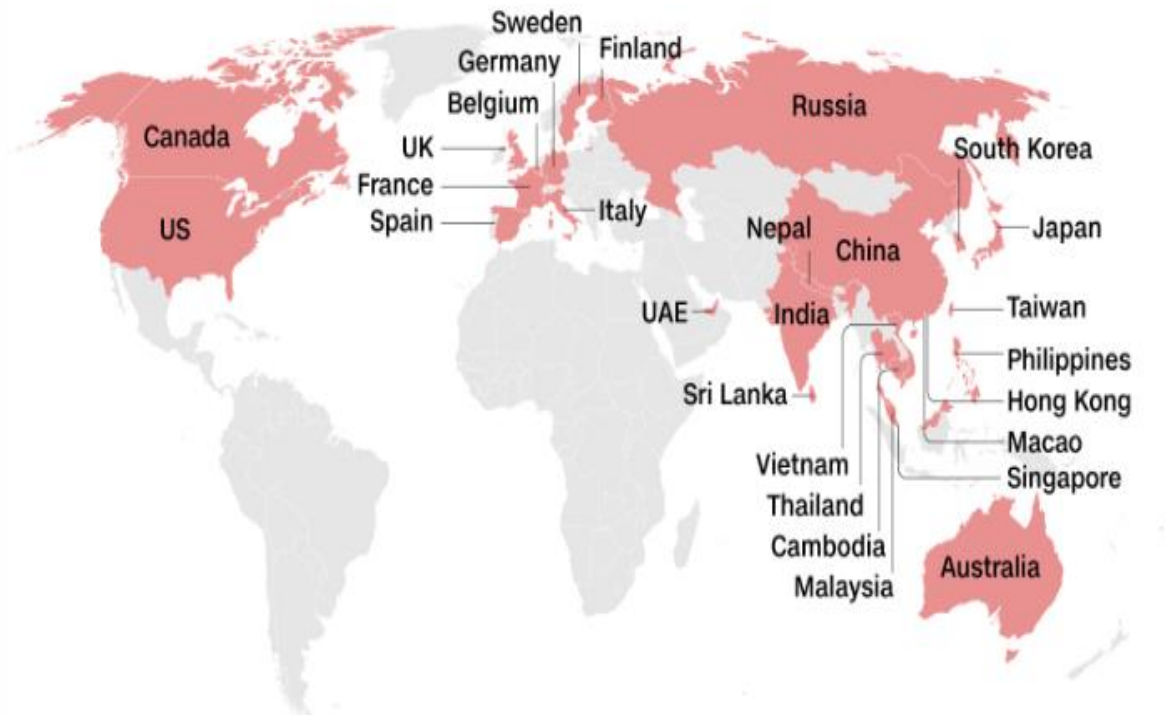 Sweden
Finland
Germany
Belgium
Russia
Canada
UK
South Korea
France
Spain
Italy
US
Nepal
Japan
China
UAE
India
Taiwan
Philippines
Sri Lanka
Hong Kong
Macao
Vietnam
Singapore
Thailand
Cambodia
Australia
Malaysia